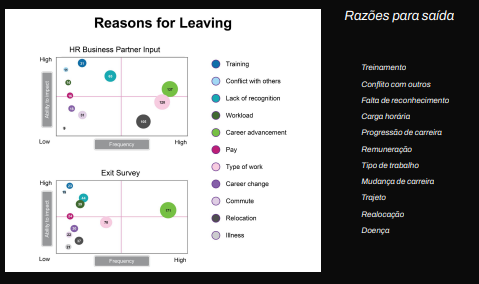 Reasons for Leaving
Razões para saída
HR Business Partner Input
High
Ability to impact
Low
Frequency
High
Exit Survey
High
Ability to impact
Low
Frequency
High
Training
Conflict with others
Lack of recognition
Workload
Career advancement
Pay
Type of work
Career change
Commute
Relocation
Illness
Treinamento
Conflito com outros
Falta de reconhecimento
Carga horária
Progressão de carreira
Remuneração
Tipo de trabalho
Mudança de carreira
Trajeto
Realocação
Doença